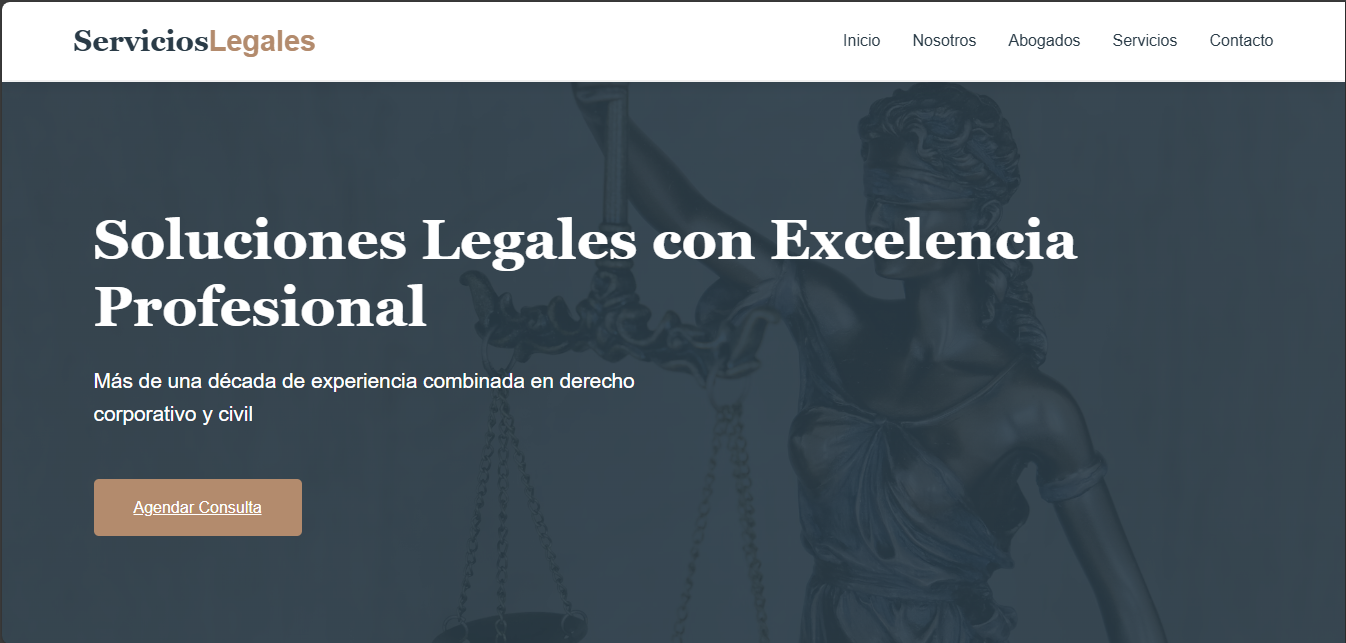 ServiciosLegales
Inicio Nosotros Abogados Servicios Contacto
Soluciones Legales con Excelencia
Profesional
Más de una década de experiencia combinada en derecho
corporativo y civil
Agendar Consulta